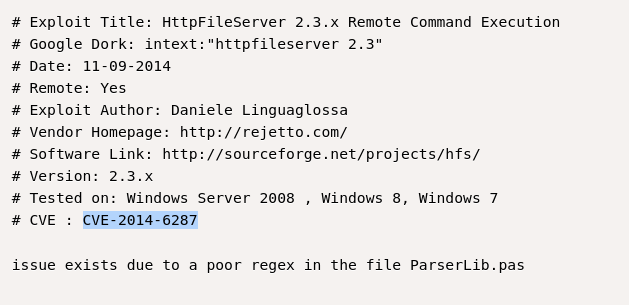 # Exploit Title: HttpFileServer 2.3.x Remote Command Execution
# Google Dork: intext:"httpfileserver 2.3"
# Date: 11-09-2014
# Remote: Yes
# Exploit Author: Daniele Linguaglossa
# Vendor Homepage: http://rejetto.com/
# Software Link: http://sourceforge.net/projects/hfs/
# Version: 2.3.x
# Tested on: Windows Server 2008 , Windows 8, Windows 7
# CVE : CVE-2014-6287
issue exists due to a poor regex in the file ParserLib.pas